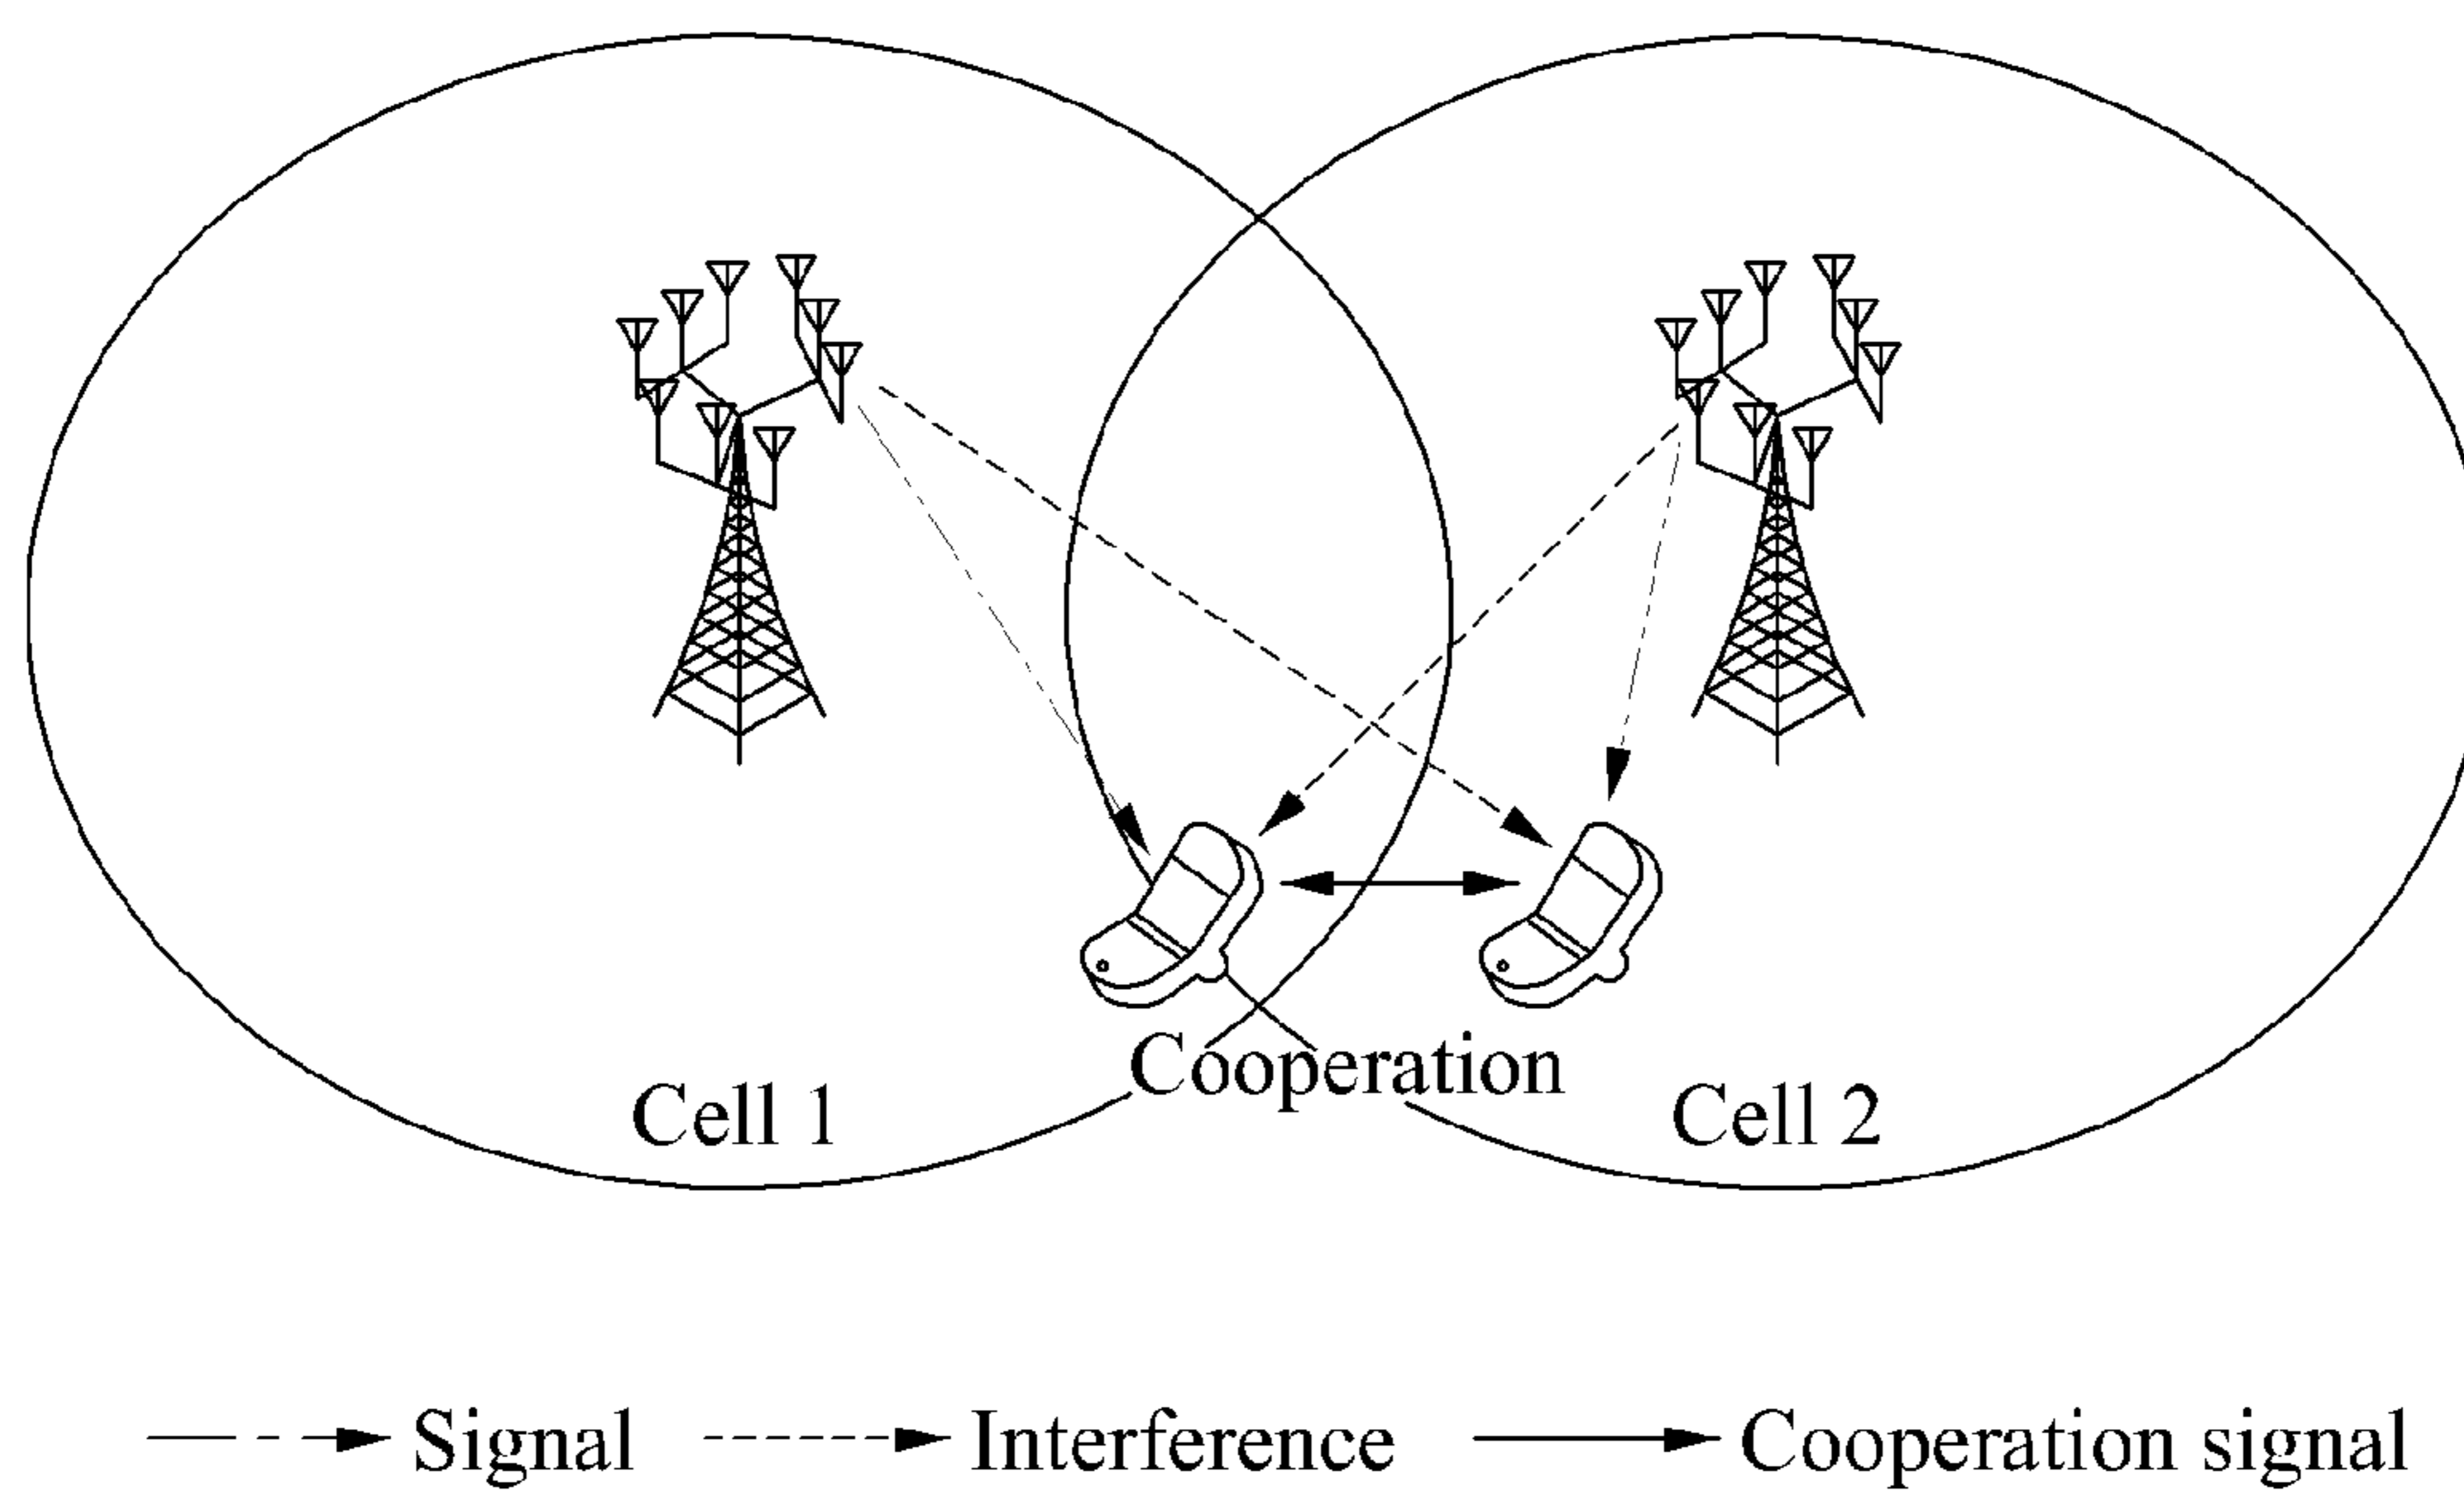 Cooperation
Cell 1
Cell 2
Signal
Interference
Cooperation signal